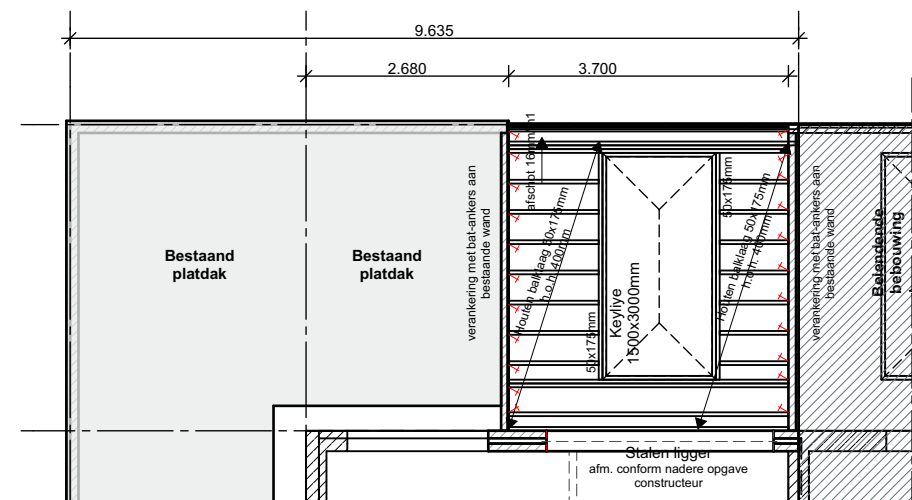 9.635
2.680
3.700
afschot 16mm/m1
verankering met bat-ankers aan
bestaande wand
Houten balklaag 50x175mm
h.o.h. 400mm
50x175mm
Houten balklaag 50x175mm
h.o.h. 400mm
verankering met bat-ankers aan
bestaande wand
Belendende
bebouwing
Bestaand
platdak
Bestaand
platdak
Keyliye
1500x3000mm
50x175mm
Stalen ligger
afm. conform nadere opgave
constructeur